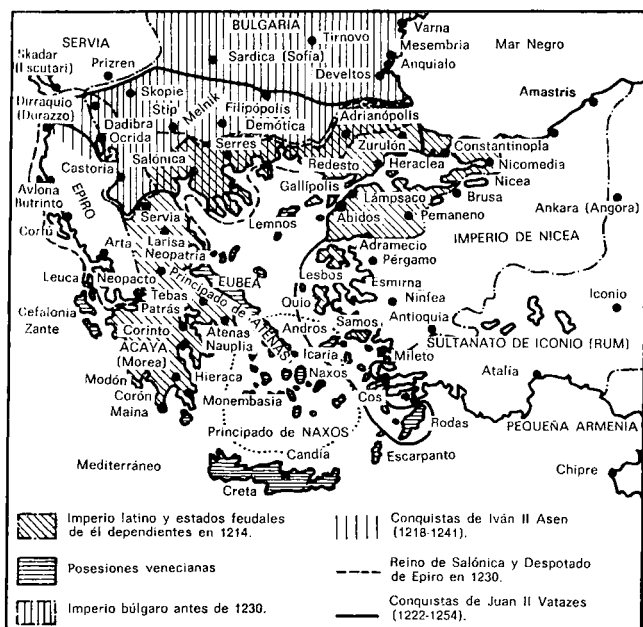 BULGARIA
SERVIA
Tirnovo
Varna
Mesembria
Mar Negro
Skadar
(Escutari)
Prizren
Sardica (Sofía)
Anquialo
Develtos
Skopie
Stip
Melnik
Filipópolis
Amastris
Dirraquio
(Durazzo)
Dadibra
Ocrida
Demótica
Adrianópolis
Serres
Zurulón
Constantinopla
Salónica
Redesto
Heraclea
Nicomedia
Castoria
Gallípolis
Nicea
Avlona
Butrinto
EPIRO
Lámpsaco
Brusa
Servia
Lemnos
Abidos
Pemaneno
Ankara (Angora)
Corfú
Arta
Larisa
Neopatria
Adramecio
IMPERIO DE NICEA
Pérgamo
Leuca
Neopacto
EUBEA
Lesbos
Esmirna
Cefalonia
Tebas
Principado de ATENAS
Quio
Ninfea
Iconio
Zante
Patrás
Andros
Samos
Antioquia
Corinto
Atenas
SULTANATO DE ICONIO (RUM)
ACAYA
(Morea)
Nauplia
Icaria
Mileto
Modón
Hieraca
Naxos
Atalia
Corón
Cos
Maina
Monembasia
Rodas
PEQUEÑA ARMENIA
Principado de NAXOS
Mediterráneo
Candía
Escarpanto
Chipre
Creta
Imperio latino y estados feudales
de él dependientes en 1214.
Posesiones venecianas
Imperio búlgaro antes de 1230.
Conquistas de Iván II Asen
(1218-1241).
Reino de Salónica y Despotado
de Epiro en 1230.
Conquistas de Juan II Vatazes
(1222-1254).